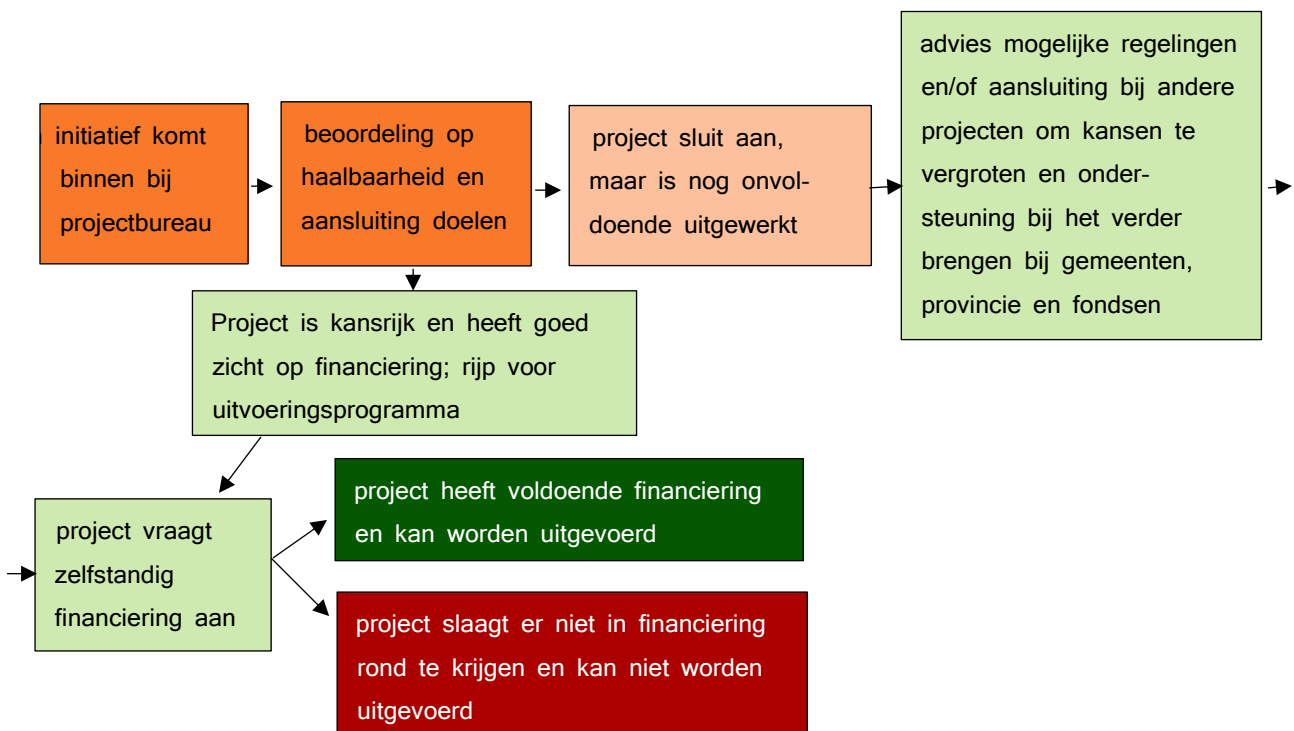 initiatief komt
binnen bij
projectbureau
beoordeling op
haalbaarheid en
aansluiting doelen
project sluit aan,
maar is nog onvol-
doende uitgewerkt
advies mogelijke regelingen
en/of aansluiting bij andere
projecten om kansen te
vergroten en onder-
steuning bij het verder
brengen bij gemeenten,
provincie en fondsen
Project is kansrijk en heeft goed
zicht op financiering; rijp voor
uitvoeringsprogramma
project vraagt
zelfstandig
financiering aan
project heeft voldoende financiering
en kan worden uitgevoerd
project slaagt er niet in financiering
rond te krijgen en kan niet worden
uitgevoerd